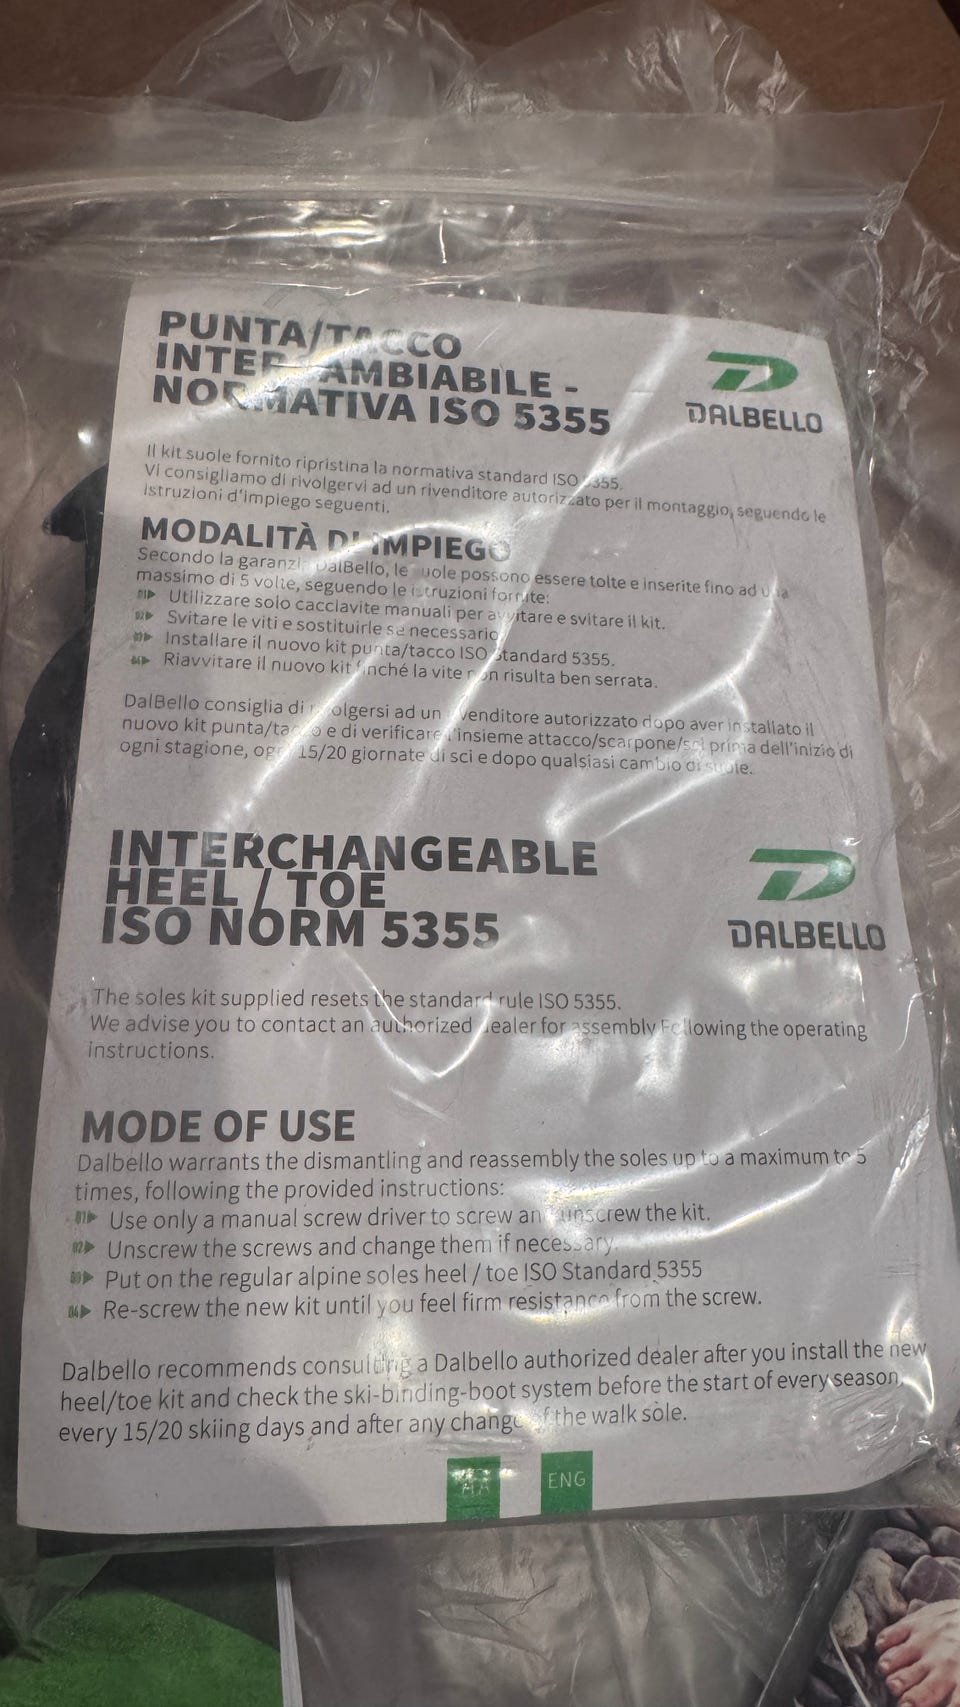 PUNTA/TACCO
INTERCAMBIABILE -
NORMATIVA ISO 5355
DALBELLO
Il kit suole fornito ripristina la normativa standard ISO 5355.
Vi consigliamo di rivolgervi ad un rivenditore autorizzato per il montaggio, seguendo le
istruzioni d'impiego seguenti.
MODALITÀ DI IMPIEGO
Secondo la garanzia DalBello, le suole possono essere tolte e inserite fino ad un
massimo di 5 volte, seguendo le istruzioni fornite:
01 Utilizzare solo cacciavite manuali per avvitare e svitare il kit.
02 Svitare le viti e sostituirle se necessario
03 Installare il nuovo kit punta/tacco ISO Standard 5355.
04 Riavvitare il nuovo kit finché la vite non risulta ben serrata.
DalBello consiglia di rivolgersi ad un rivenditore autorizzato dopo aver installato il
nuovo kit punta/tacco e di verificare l'insieme attacco/scarpone/sci prima dell'inizio di
ogni stagione, ogni 15/20 giornate di sci e dopo qualsiasi cambio di suole.
INTERCHANGEABLE
HEEL / TOE
ISO NORM 5355
DALBELLO
The soles kit supplied resets the standard rule ISO 5355.
We advise you to contact an authorized dealer for assembly Following the operating
instructions.
MODE OF USE
Dalbello warrants the dismantling and reassembly the soles up to a maximum to 5
times, following the provided instructions:
01 Use only a manual screw driver to screw and unscrew the kit.
02 Unscrew the screws and change them if necessary.
03 Put on the regular alpine soles heel / toe ISO Standard 5355
04 Re-screw the new kit until you feel firm resistance from the screw.
Dalbello recommends consulting a Dalbello authorized dealer after you install the new
heel/toe kit and check the ski-binding-boot system before the start of every season,
every 15/20 skiing days and after any change of the walk sole.
ITA ENG